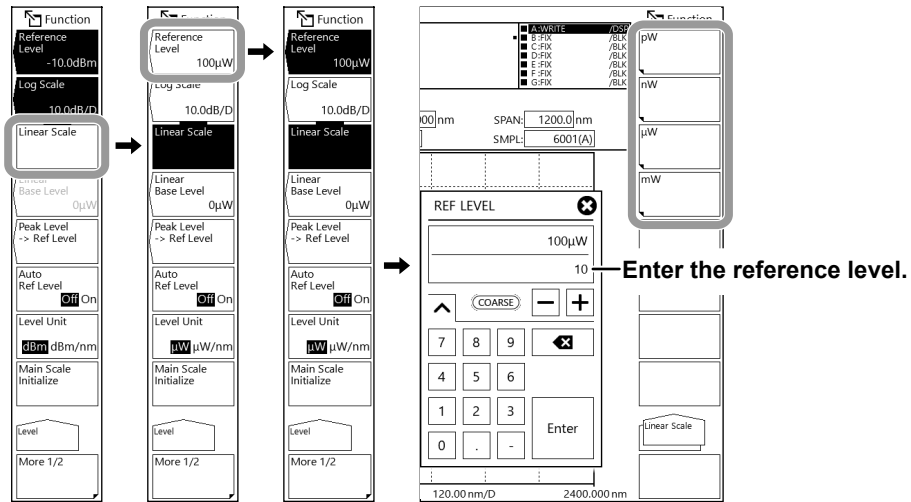 Function
Reference
Level
-10.0dBm
Log Scale
10.0dB/D
Linear Scale
Linear
Base Level
0µW
Peak Level
-> Ref Level
Auto
Ref Level
Off On
Level Unit
dBm dBm/nm
Main Scale
Initialize
Level
More 1/2
Function
Reference
Level
100µW
Log Scale
10.0dB/D
Linear Scale
Linear
Base Level
0µW
Peak Level
-> Ref Level
Auto
Ref Level
Off On
Level Unit
µW µW/nm
Main Scale
Initialize
Level
More 1/2
Function
Reference
Level
100µW
Log Scale
10.0dB/D
Linear Scale
Linear
Base Level
0µW
Peak Level
-> Ref Level
Auto
Ref Level
Off On
Level Unit
µW µW/nm
Main Scale
Initialize
Level
More 1/2
A:WRITE /DSP
B:FIX /BLK
C:FIX /BLK
D:FIX /BLK
E:FIX /BLK
F:FIX /BLK
G:FIX /BLK
000 nm SPAN: 1200.0 nm
SMPL: 6001(A)
REF LEVEL
100µW
10
COARSE
7 8 9
4 5 6
1 2 3
Enter
0 . -
120.00 nm/D 2400.000 nm
Function
pW
nW
µW
mW
Linear Scale
Enter the reference level.